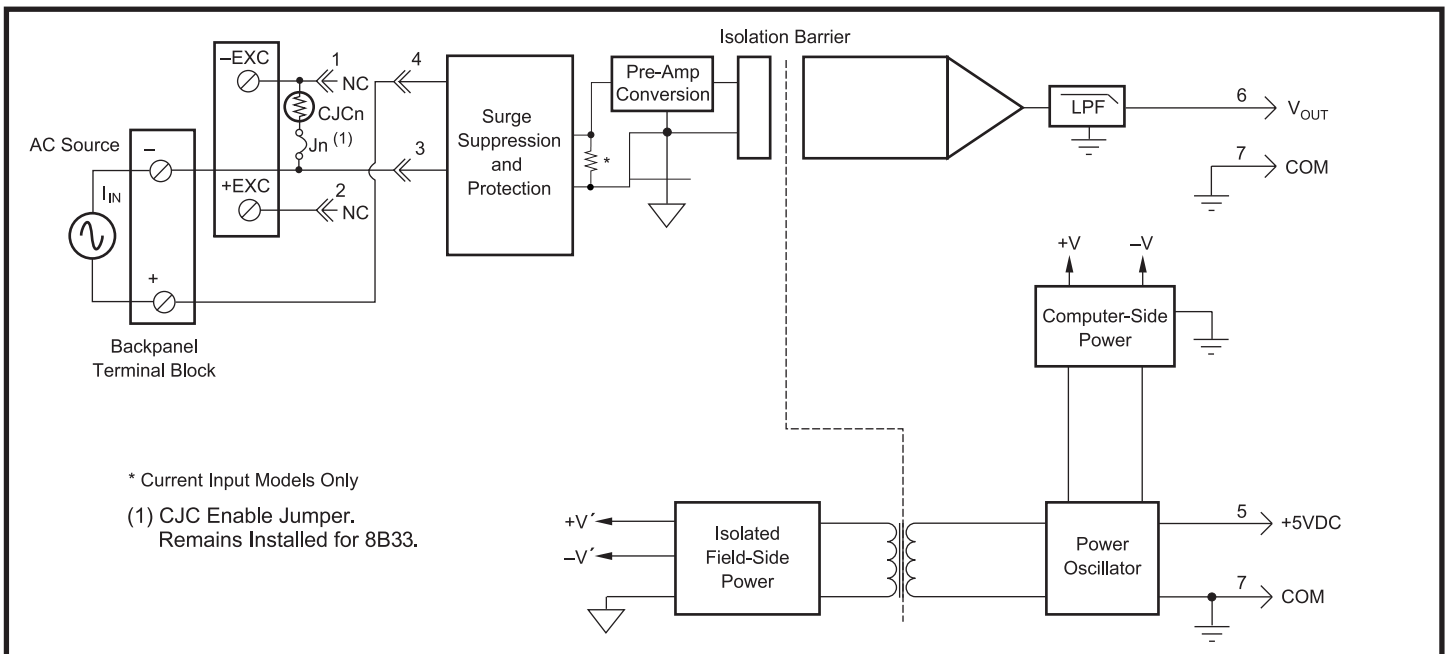 Isolation Barrier
–EXC
1
NC
4
CJCn
Jn (1)
AC Source
–
3
+EXC
2
NC
I_IN
+
Backpanel
Terminal Block
Surge
Suppression
and
Protection
Pre-Amp
Conversion
*
LPF
6
V_OUT
7
COM
+V
–V
Computer-Side
Power
* Current Input Models Only
(1) CJC Enable Jumper.
Remains Installed for 8B33.
+V´
–V´
Isolated
Field-Side
Power
Power
Oscillator
5
+5VDC
7
COM